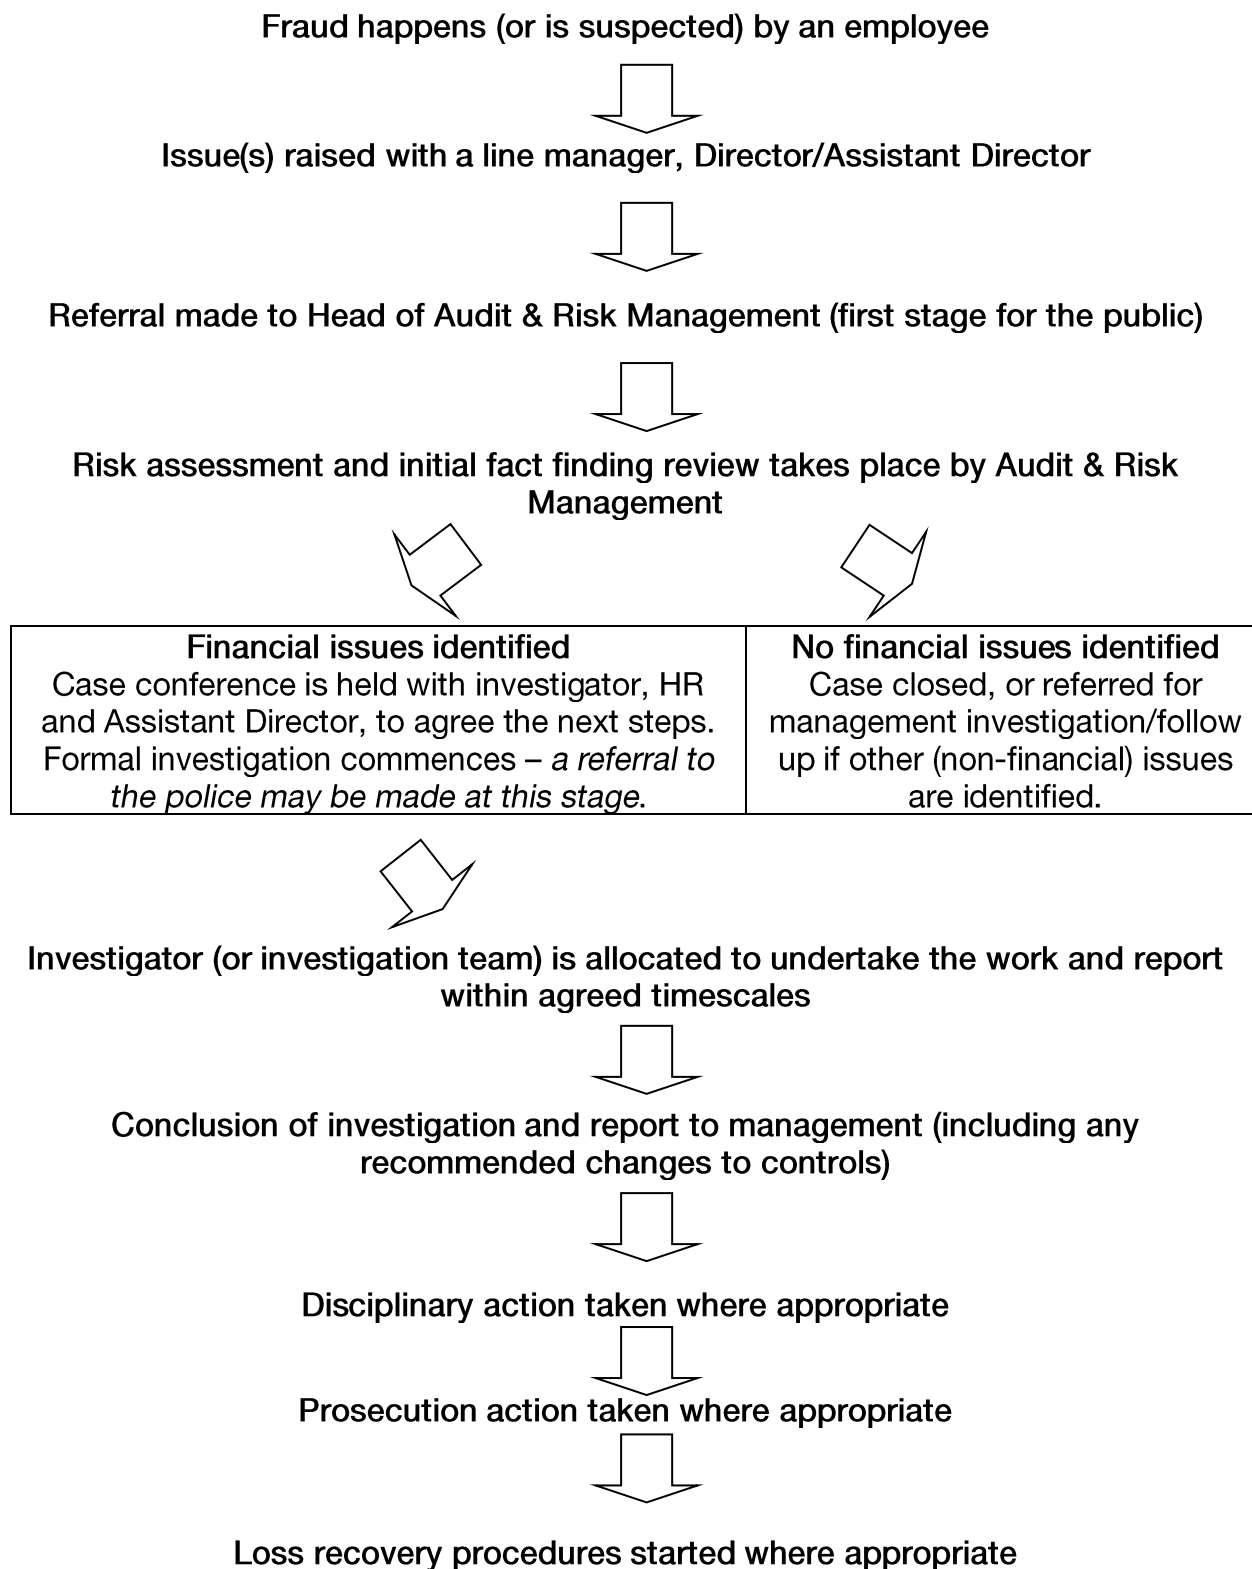 Fraud happens (or is suspected) by an employee
Issue(s) raised with a line manager, Director/Assistant Director
Referral made to Head of Audit & Risk Management (first stage for the public)
Risk assessment and initial fact finding review takes place by Audit & Risk
Management
Financial issues identified
Case conference is held with investigator, HR
and Assistant Director, to agree the next steps.
Formal investigation commences – a referral to
the police may be made at this stage.
No financial issues identified
Case closed, or referred for
management investigation/follow
up if other (non-financial) issues
are identified.
Investigator (or investigation team) is allocated to undertake the work and report
within agreed timescales
Conclusion of investigation and report to management (including any
recommended changes to controls)
Disciplinary action taken where appropriate
Prosecution action taken where appropriate
Loss recovery procedures started where appropriate